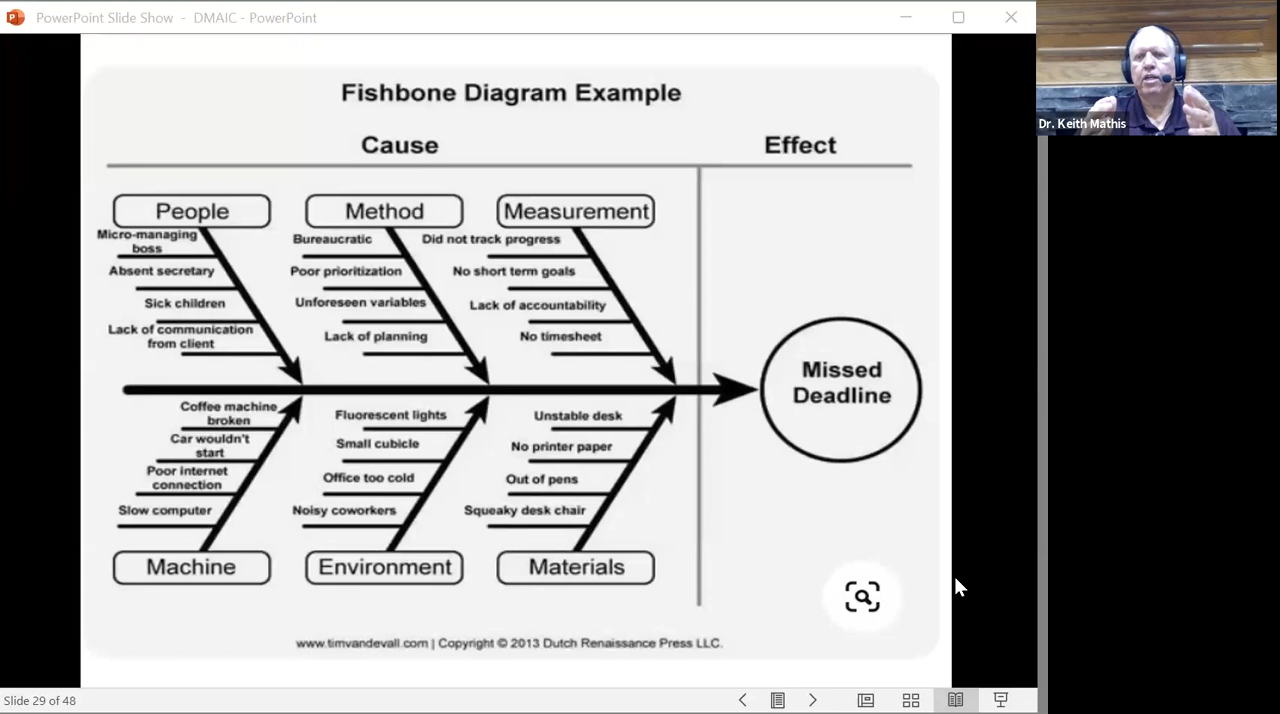 PowerPoint Slide Show - DMAIC - PowerPoint
Dr. Keith Mathis
Fishbone Diagram Example
Cause
Effect
People
Method
Measurement
Micro-managing
boss
Absent secretary
Sick children
Lack of communication
from client
Bureaucratic
Poor prioritization
Unforeseen variables
Lack of planning
Did not track progress
No short term goals
Lack of accountability
No timesheet
Missed
Deadline
Coffee machine
broken
Car wouldn't
start
Poor internet
connection
Slow computer
Fluorescent lights
Small cubicle
Office too cold
Noisy coworkers
Unstable desk
No printer paper
Out of pens
Squeaky desk chair
Machine
Environment
Materials
www.timvandevall.com | Copyright © 2013 Dutch Renaissance Press LLC.
Slide 29 of 48